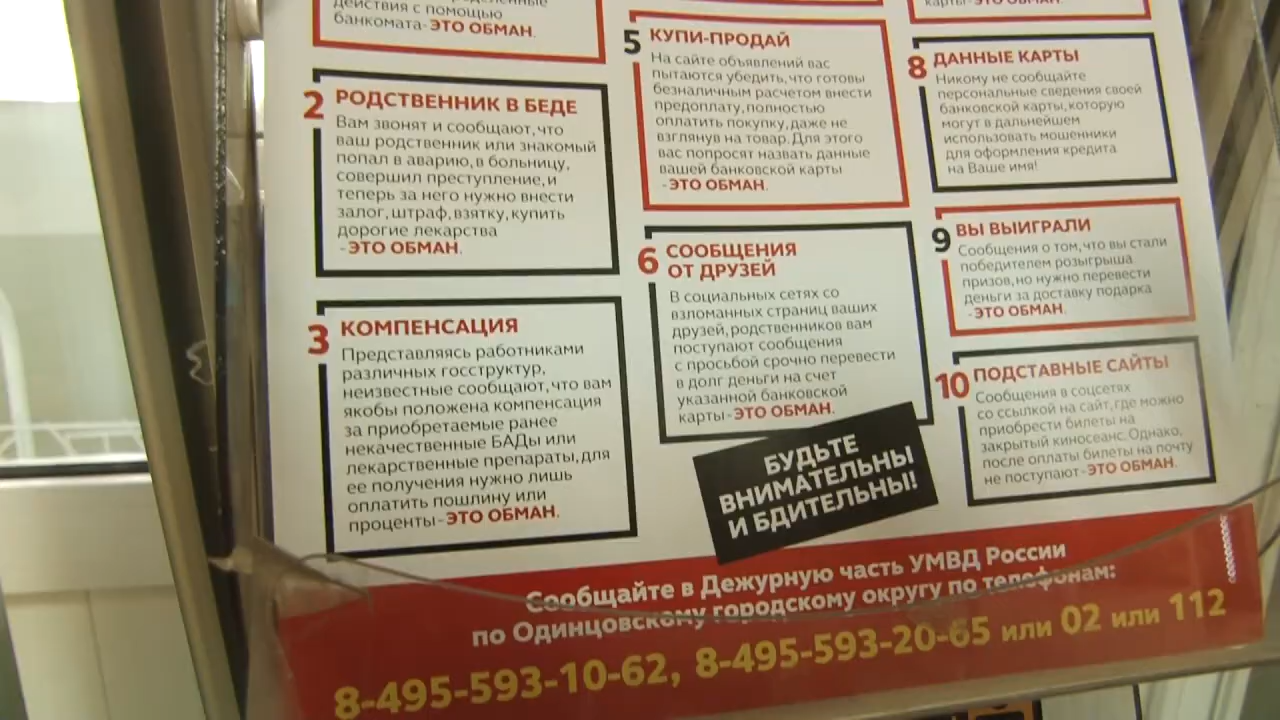 действия с помощью
банкомата- ЭТО ОБМАН.
2 РОДСТВЕННИК В БЕДЕ
Вам звонят и сообщают, что
ваш родственник или знакомый
попал в аварию, в больницу,
совершил преступление, и
теперь за него нужно внести
залог, штраф, взятку, купить
дорогие лекарства
- ЭТО ОБМАН.
3 КОМПЕНСАЦИЯ
Представляясь работниками
различных госструктур,
неизвестные сообщают, что вам
якобы положена компенсация
за приобретаемые ранее
некачественные БАДы или
лекарственные препараты, для
ее получения нужно лишь
оплатить пошлину или
проценты- ЭТО ОБМАН.
5 КУПИ-ПРОДАЙ
На сайте объявлений вас
пытаются убедить, что готовы
безналичным расчетом внести
предоплату, полностью
оплатить покупку, даже не
взглянув на товар. Для этого
вас попросят назвать данные
вашей банковской карты
- ЭТО ОБМАН.
6 СООБЩЕНИЯ
ОТ ДРУЗЕЙ
В социальных сетях со
взломанных страниц ваших
друзей, родственников вам
поступают сообщения
с просьбой срочно перевести
в долг деньги на счет
указанной банковской
карты- ЭТО ОБМАН.
карты- ЭТО ОБМАН.
8 ДАННЫЕ КАРТЫ
Никому не сообщайте
персональные сведения своей
банковской карты, которую
могут в дальнейшем
использовать мошенники
для оформления кредита
на Ваше имя!
9 ВЫ ВЫИГРАЛИ
Сообщения о том, что вы стали
победителем розыгрыша
призов, но нужно перевести
деньги за доставку подарка
- ЭТО ОБМАН.
10 ПОДСТАВНЫЕ САЙТЫ
Сообщения в соцсетях
со ссылкой на сайт, где можно
приобрести билеты на
закрытый киносеанс. Однако,
после оплаты билеты на почту
не поступают- ЭТО ОБМАН.
БУДЬТЕ
ВНИМАТЕЛЬНЫ
И БДИТЕЛЬНЫ!
Сообщайте в Дежурную часть УМВД России
по Одинцовскому городскому округу по телефонам:
8-495-593-10-62, 8-495-593-20-65 или 02 или 112